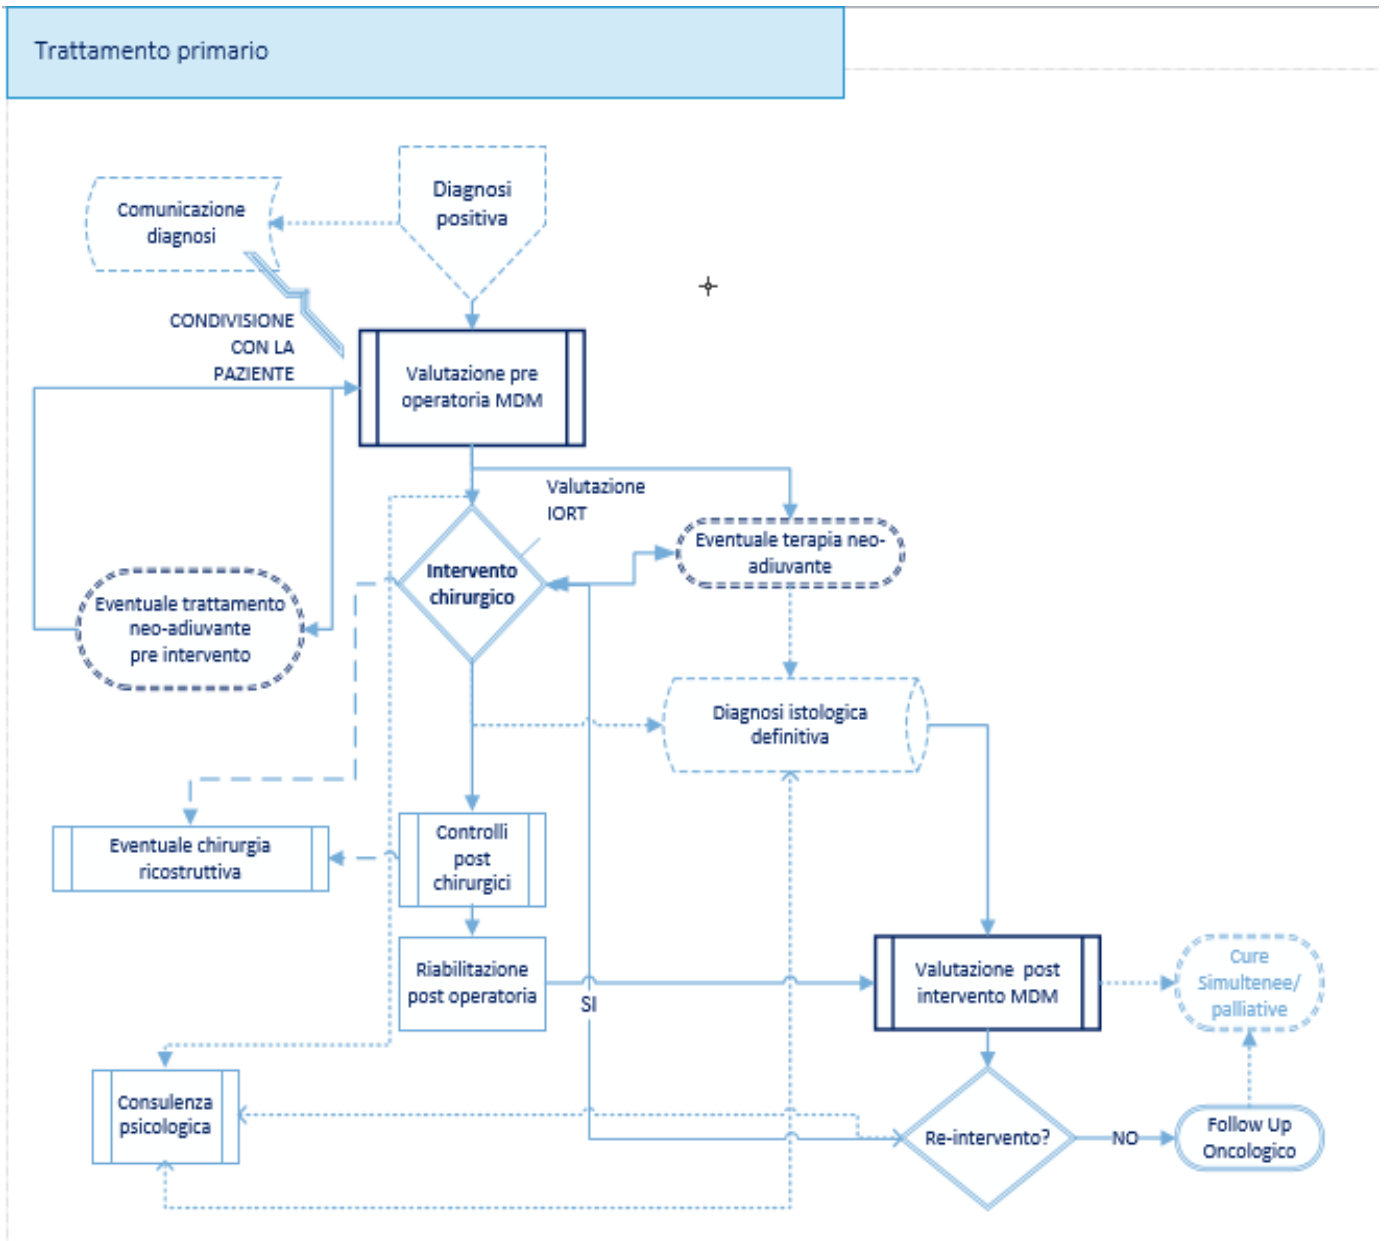 Trattamento primario
Diagnosi
positiva
Comunicazione
diagnosi
CONDIVISIONE
CON LA
PAZIENTE
Valutazione pre
operatoria MDM
Valutazione
IORT
Eventuale terapia neo-
adiuvante
Intervento
chirurgico
Eventuale trattamento
neo-adiuvante
pre intervento
Diagnosi istologica
definitiva
Eventuale chirurgia
ricostruttiva
Controlli
post
chirurgici
Riabilitazione
post operatoria
SI
Valutazione post
intervento MDM
Cure
Simultenee/
palliative
Consulenza
psicologica
Re-intervento?
NO
Follow Up
Oncologico